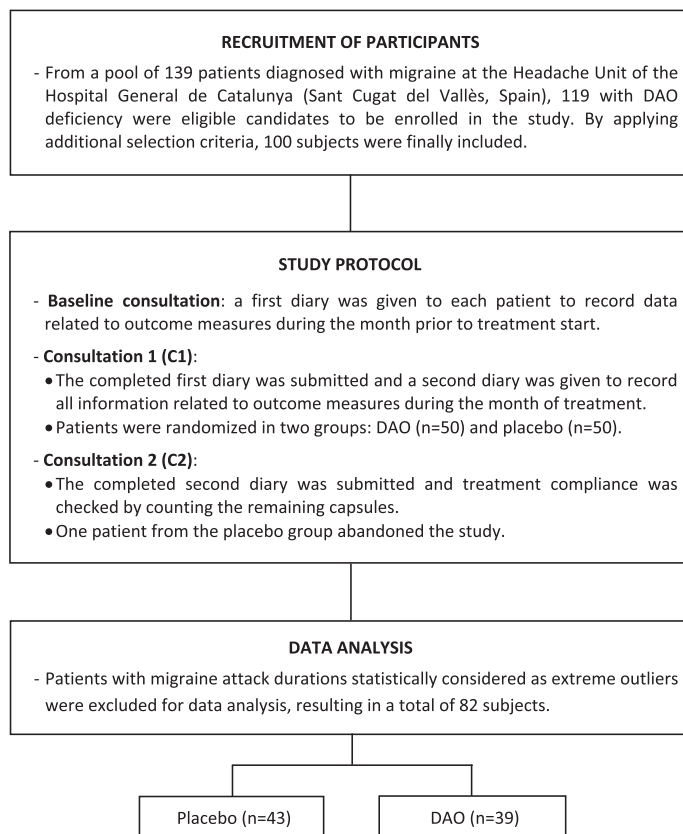 RECRUITMENT OF PARTICIPANTS
- From a pool of 139 patients diagnosed with migraine at the Headache Unit of the
Hospital General de Catalunya (Sant Cugat del Vallès, Spain), 119 with DAO
deficiency were eligible candidates to be enrolled in the study. By applying
additional selection criteria, 100 subjects were finally included.
STUDY PROTOCOL
- Baseline consultation: a first diary was given to each patient to record data
related to outcome measures during the month prior to treatment start.
- Consultation 1 (C1):
• The completed first diary was submitted and a second diary was given to record
all information related to outcome measures during the month of treatment.
• Patients were randomized in two groups: DAO (n=50) and placebo (n=50).
- Consultation 2 (C2):
• The completed second diary was submitted and treatment compliance was
checked by counting the remaining capsules.
• One patient from the placebo group abandoned the study.
DATA ANALYSIS
- Patients with migraine attack durations statistically considered as extreme outliers
were excluded for data analysis, resulting in a total of 82 subjects.
Placebo (n=43)
DAO (n=39)